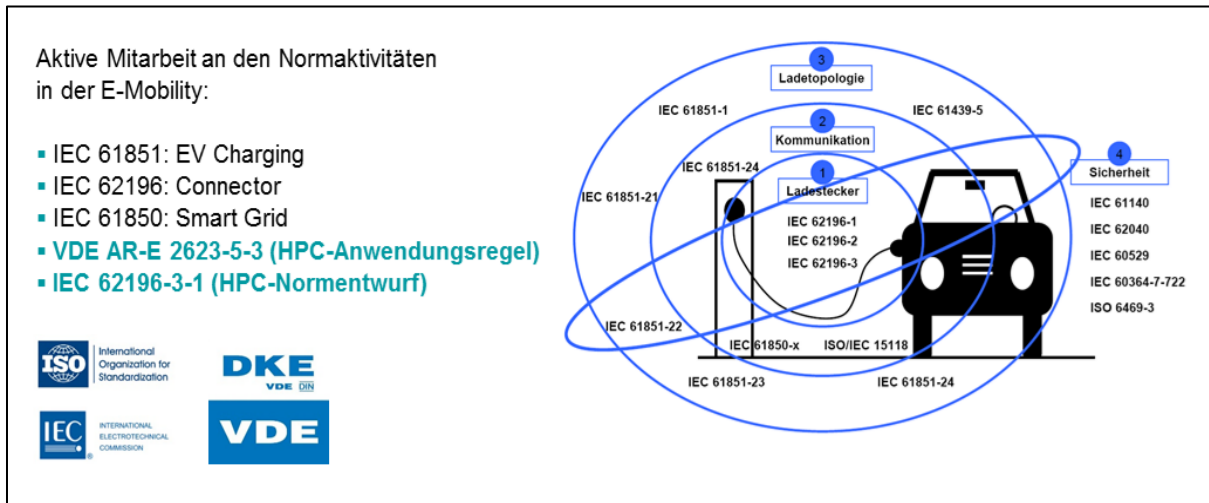 Aktive Mitarbeit an den Normaktivitäten
in der E-Mobility:
▪ IEC 61851: EV Charging
▪ IEC 62196: Connector
▪ IEC 61850: Smart Grid
▪ VDE AR-E 2623-5-3 (HPC-Anwendungsregel)
▪ IEC 62196-3-1 (HPC-Normentwurf)
ISO
International
Organization for
Standardization
DKE
VDE DIN
IEC
®
INTERNATIONAL
ELECTROTECHNICAL
COMMISSION
VDE
3
Ladetopologie
IEC 61851-1
IEC 61439-5
2
Kommunikation
IEC 61851-24
1
Ladestecker
IEC 61851-21
IEC 62196-1
IEC 62196-2
IEC 62196-3
4
Sicherheit
IEC 61140
IEC 62040
IEC 60529
IEC 60364-7-722
ISO 6469-3
IEC 61851-22
IEC 61850-x
ISO/IEC 15118
IEC 61851-23
IEC 61851-24